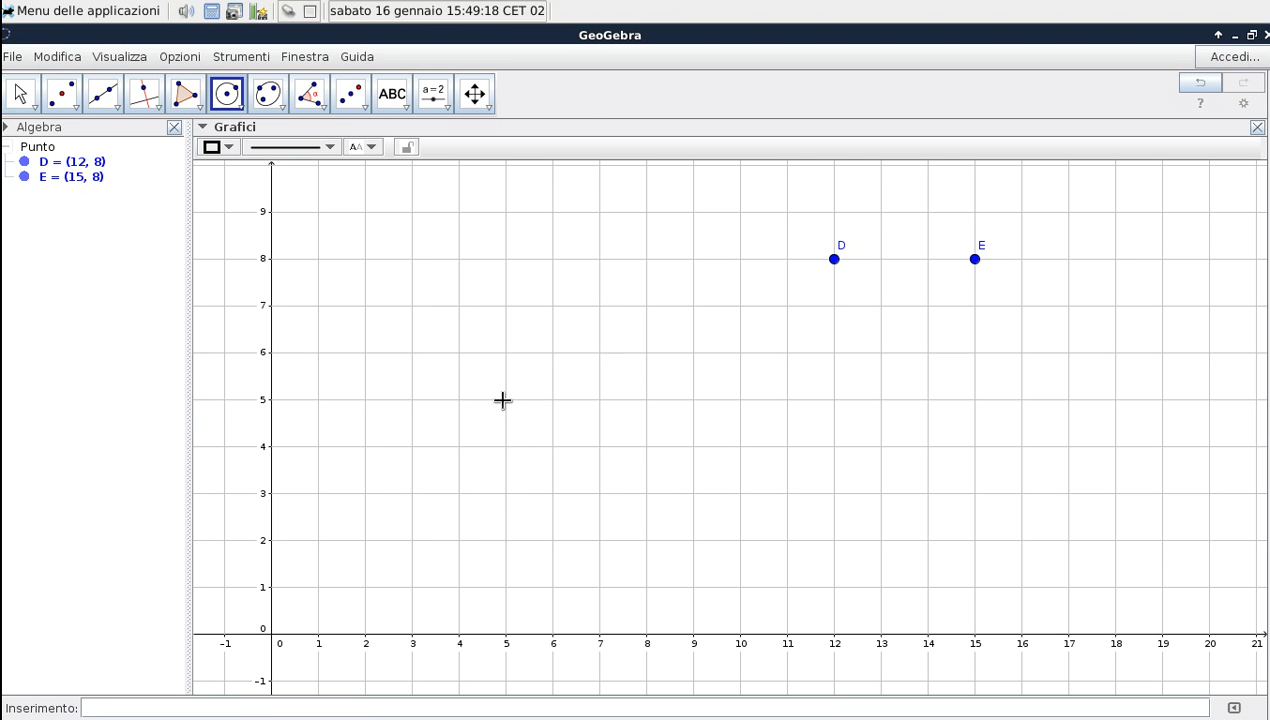 Menu delle applicazioni sabato 16 gennaio 15:49:18 CET 02
GeoGebra
File Modifica Visualizza Opzioni Strumenti Finestra Guida Accedi...
α ABC a=2 ?
Algebra Grafici
AA
Punto
D = (12, 8)
E = (15, 8)
9
D E
8
7
6
5
4
3
2
1
0
-1 0 1 2 3 4 5 6 7 8 9 10 11 12 13 14 15 16 17 18 19 20 21
-1
Inserimento: